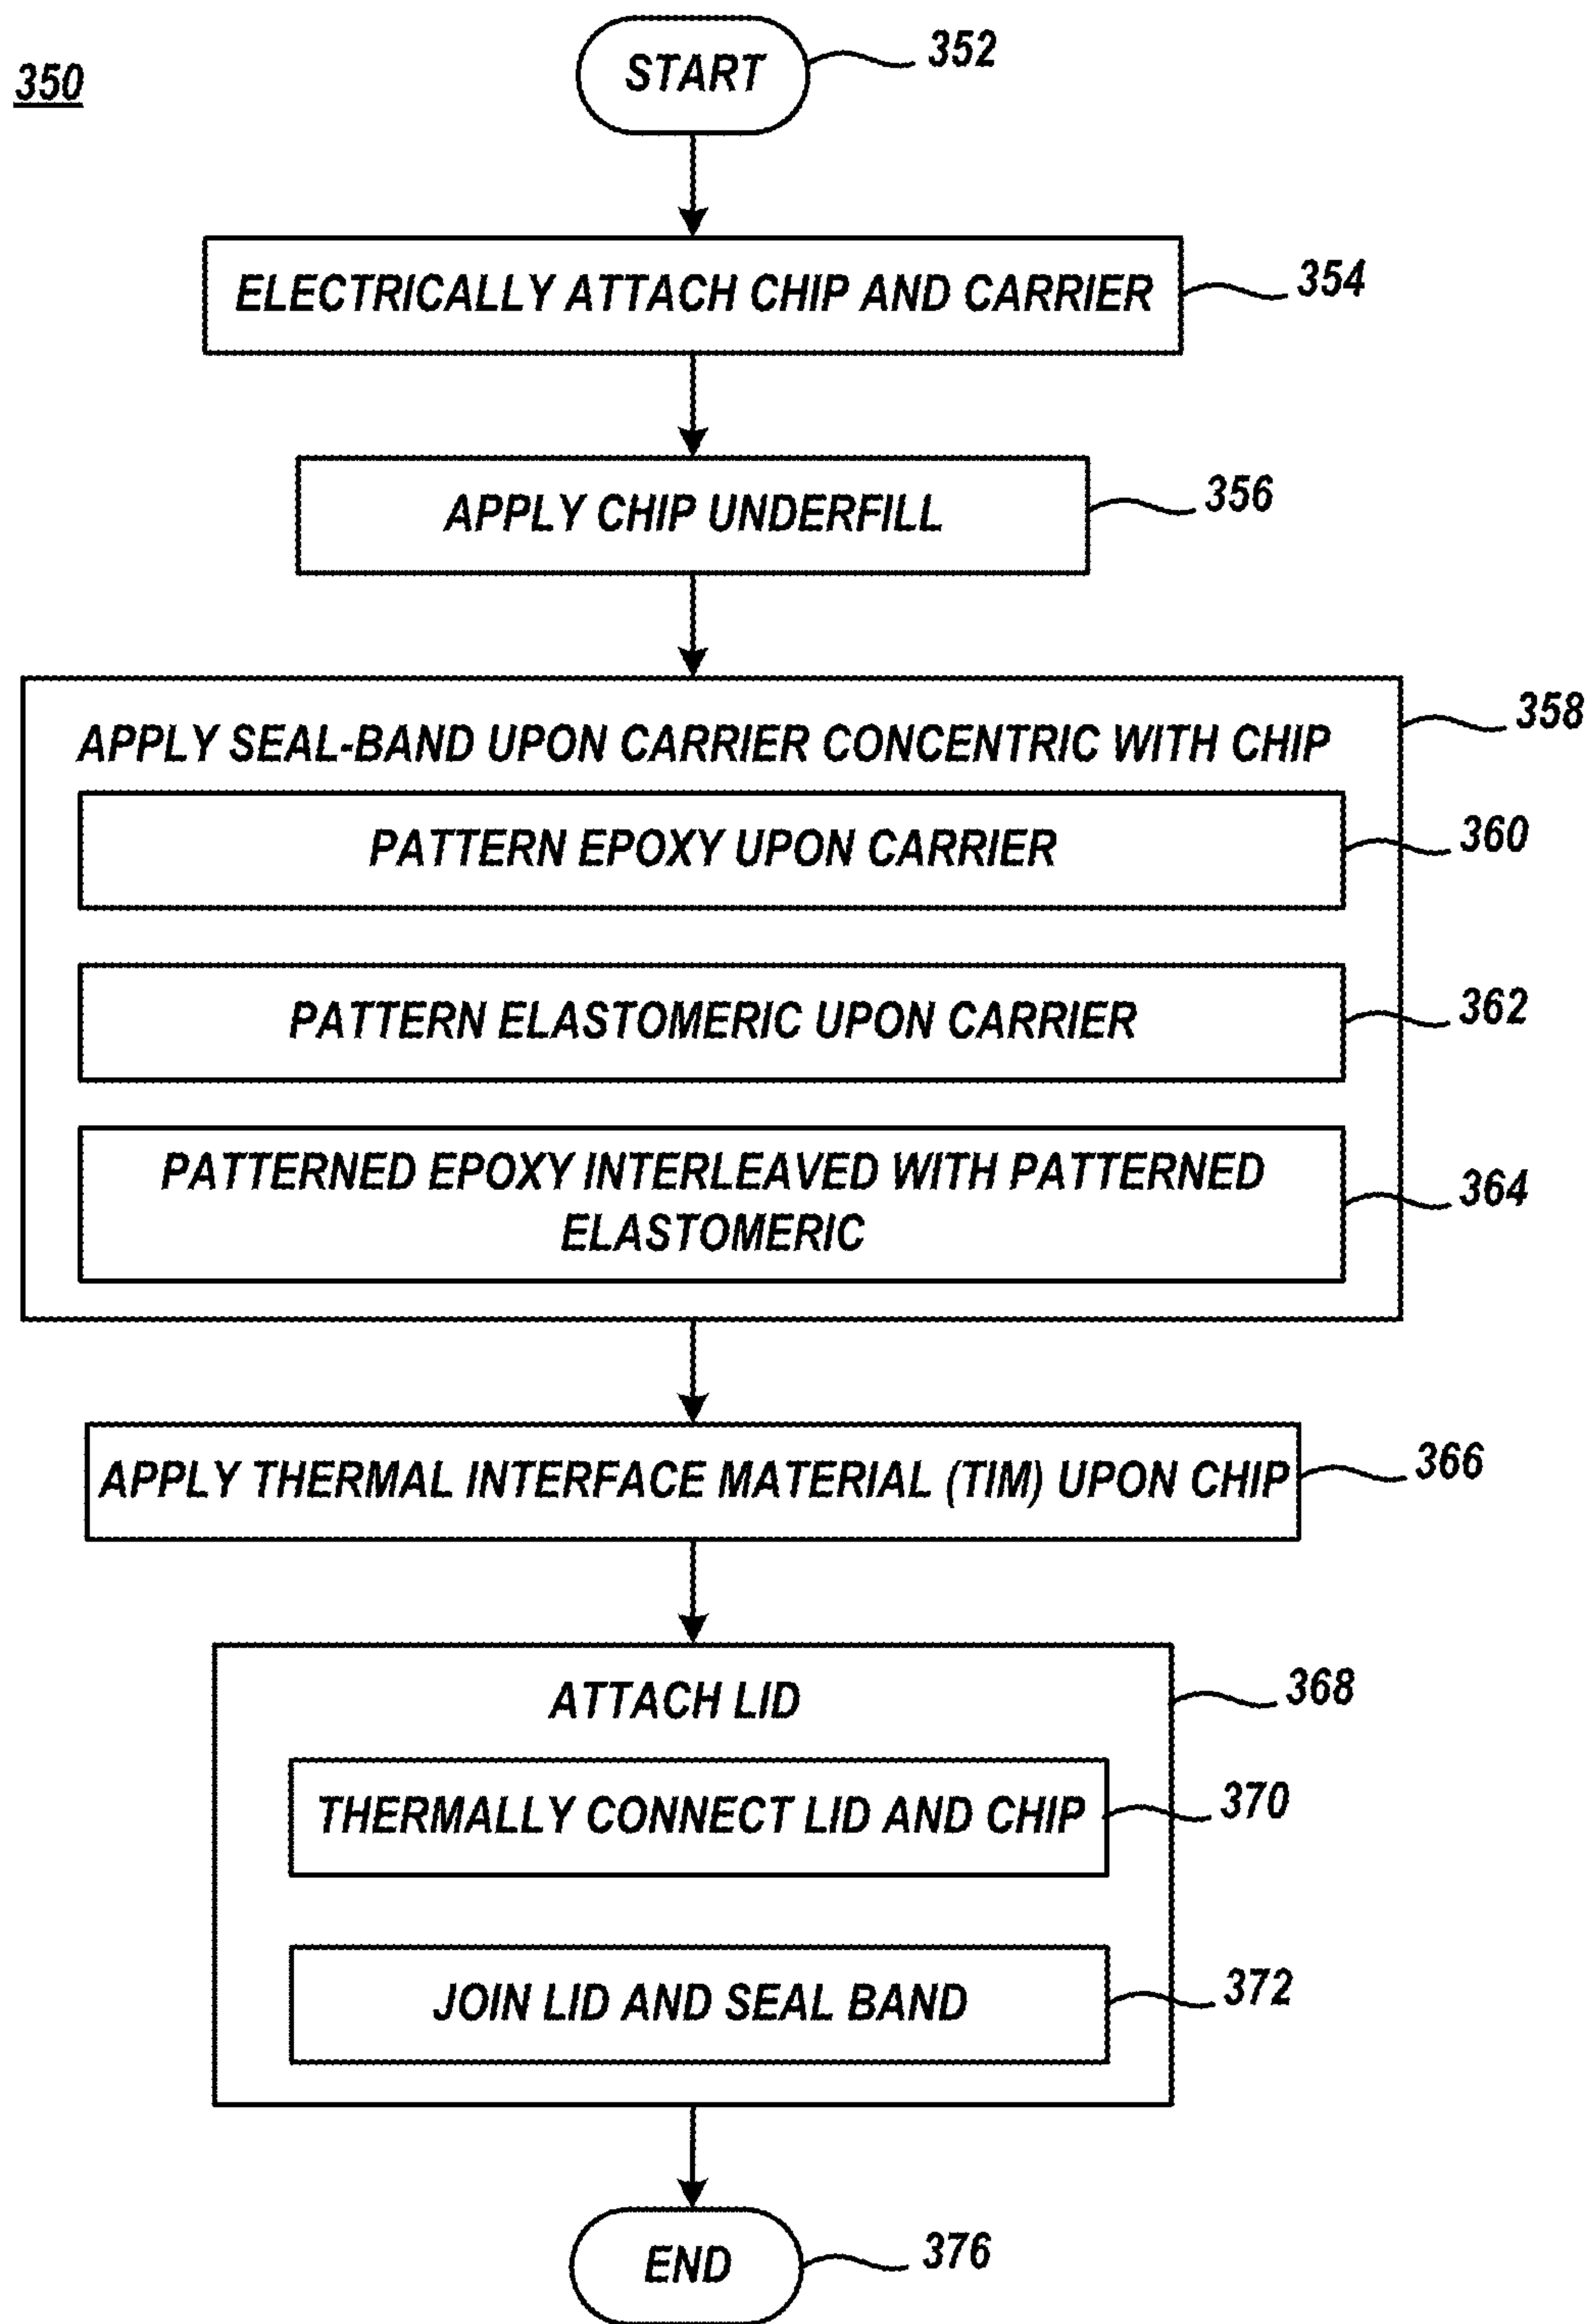 350
START
352
ELECTRICALLY ATTACH CHIP AND CARRIER
354
APPLY CHIP UNDERFILL
356
APPLY SEAL-BAND UPON CARRIER CONCENTRIC WITH CHIP
358
PATTERN EPOXY UPON CARRIER
360
PATTERN ELASTOMERIC UPON CARRIER
362
PATTERNED EPOXY INTERLEAVED WITH PATTERNED
ELASTOMERIC
364
APPLY THERMAL INTERFACE MATERIAL (TIM) UPON CHIP
366
ATTACH LID
368
THERMALLY CONNECT LID AND CHIP
370
JOIN LID AND SEAL BAND
372
END
376